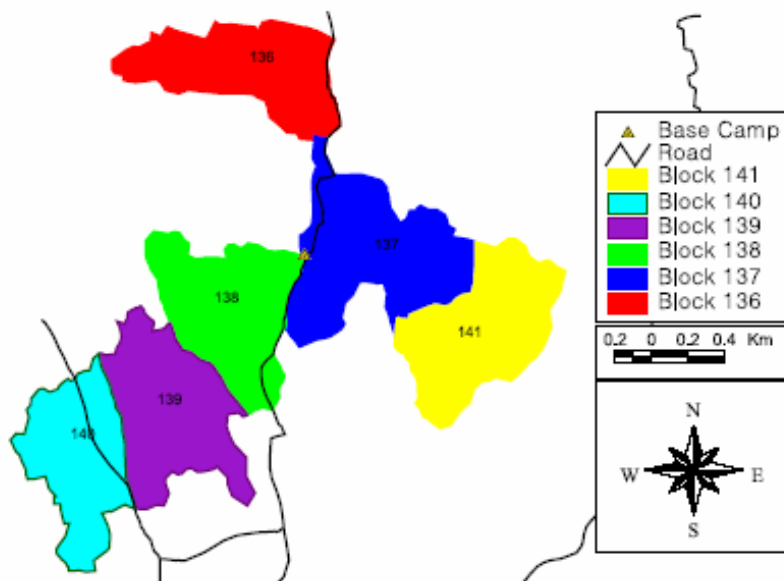 136
137
138
139
140
141
Base Camp
Road
Block 141
Block 140
Block 139
Block 138
Block 137
Block 136
0.2 0 0.2 0.4 Km
N
W E
S